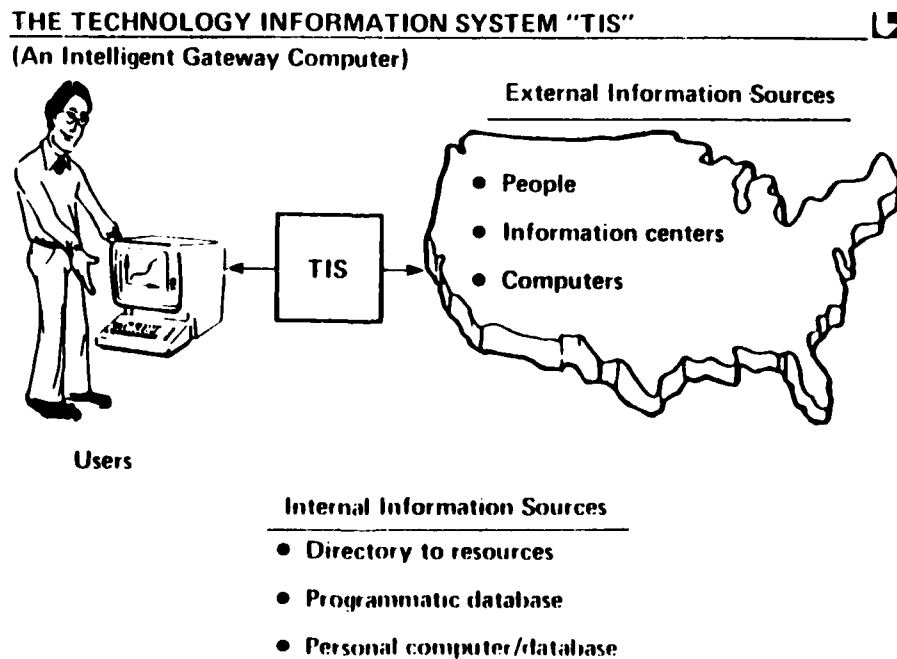 THE TECHNOLOGY INFORMATION SYSTEM "TIS"
(An Intelligent Gateway Computer)
External Information Sources
● People
● Information centers
● Computers
TIS
Users
Internal Information Sources
● Directory to resources
● Programmatic database
● Personal computer/database